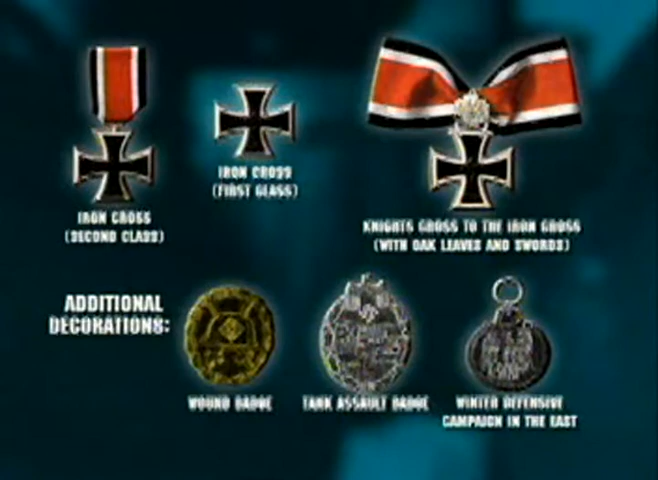 IRON CROSS
(SECOND CLASS)
IRON CROSS
(FIRST CLASS)
KNIGHTS CROSS TO THE IRON CROSS
(WITH OAK LEAVES AND SWORDS)
ADDITIONAL
DECORATIONS:
WOUND BADGE
TANK ASSAULT BADGE
WINTER DEFENSIVE
CAMPAIGN IN THE EAST